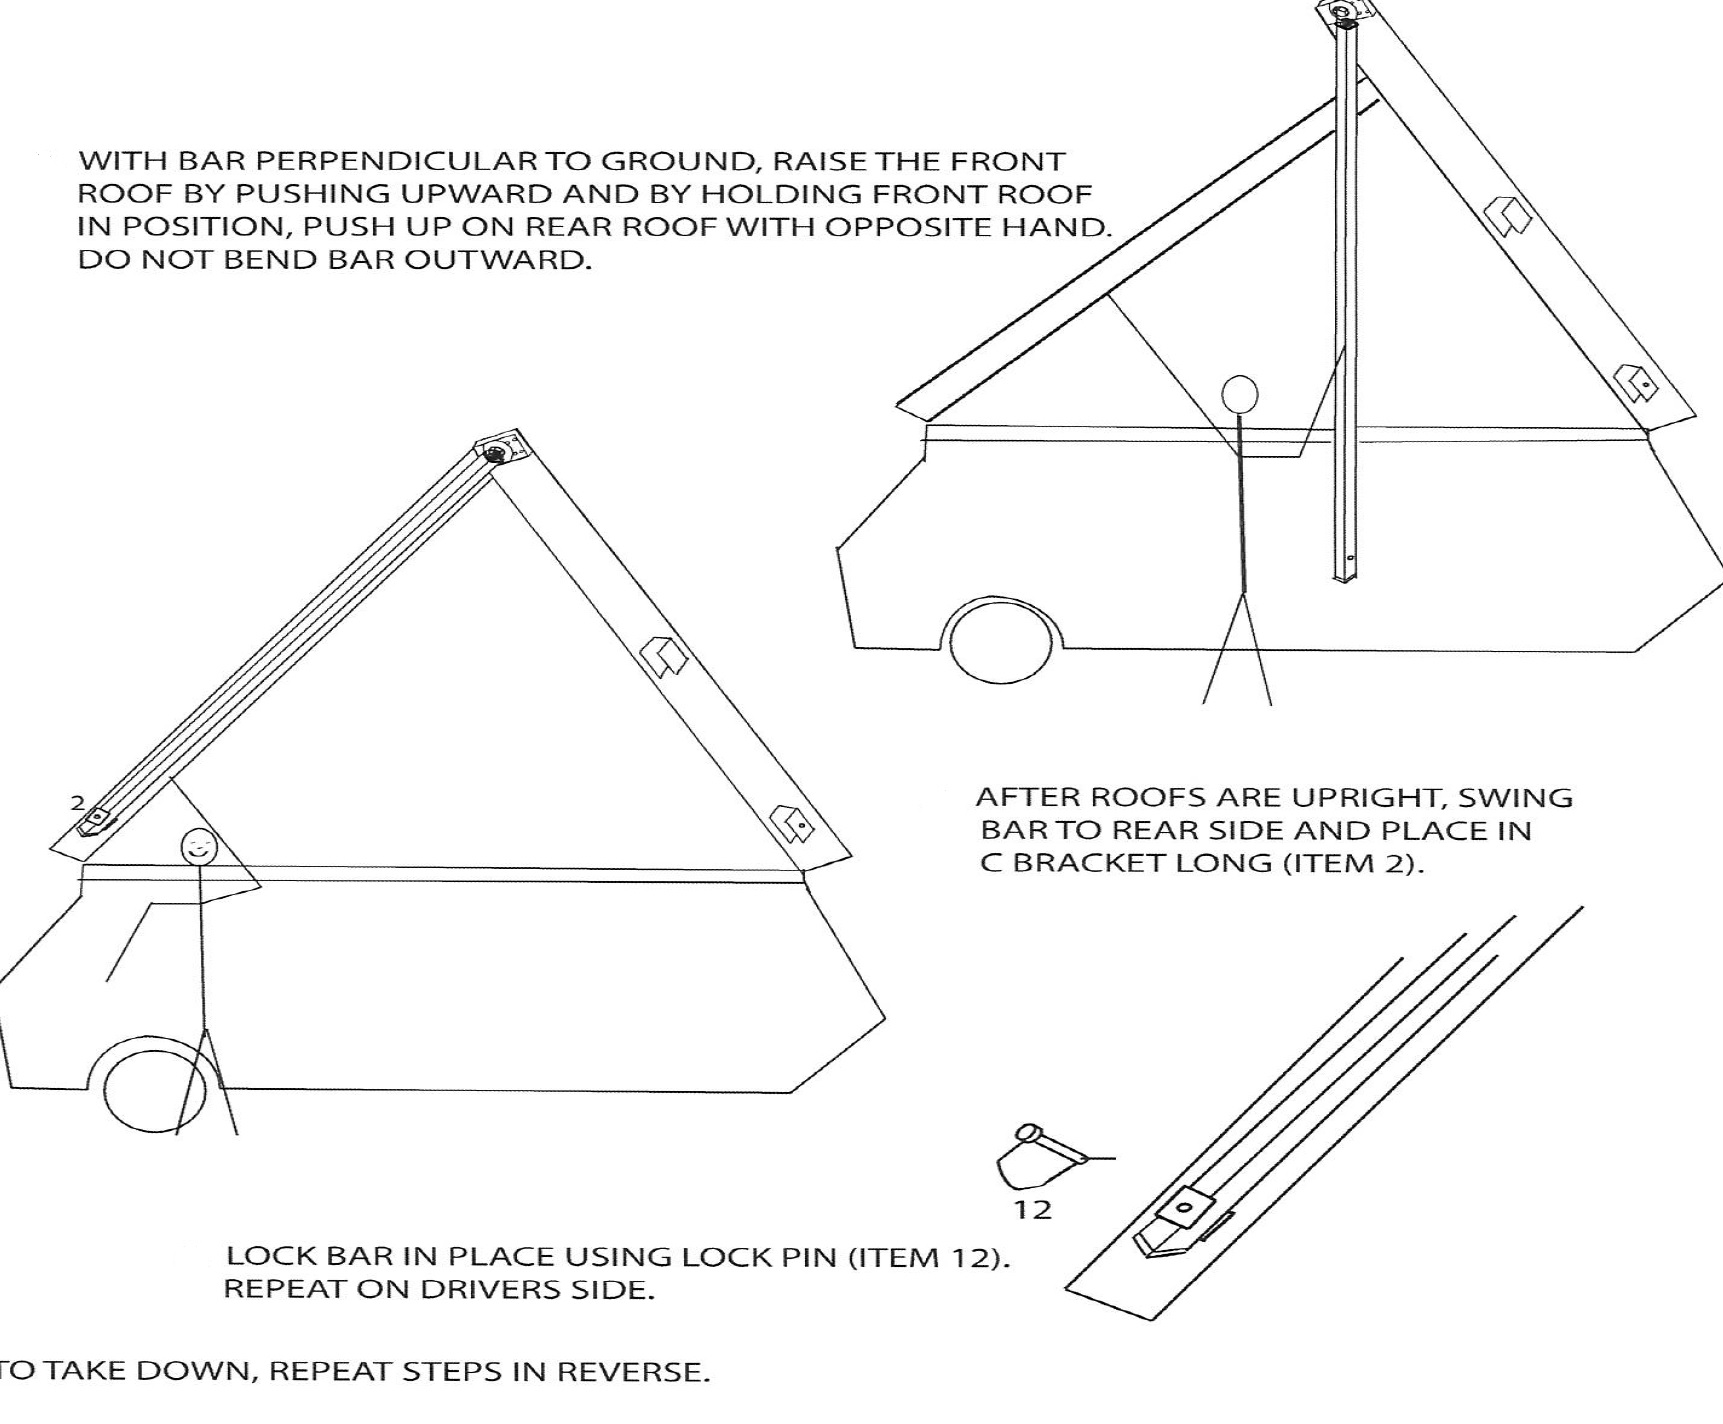 WITH BAR PERPENDICULAR TO GROUND, RAISE THE FRONT
ROOF BY PUSHING UPWARD AND BY HOLDING FRONT ROOF
IN POSITION, PUSH UP ON REAR ROOF WITH OPPOSITE HAND.
DO NOT BEND BAR OUTWARD.
2
AFTER ROOFS ARE UPRIGHT, SWING
BAR TO REAR SIDE AND PLACE IN
C BRACKET LONG (ITEM 2).
12
LOCK BAR IN PLACE USING LOCK PIN (ITEM 12).
REPEAT ON DRIVERS SIDE.
TO TAKE DOWN, REPEAT STEPS IN REVERSE.